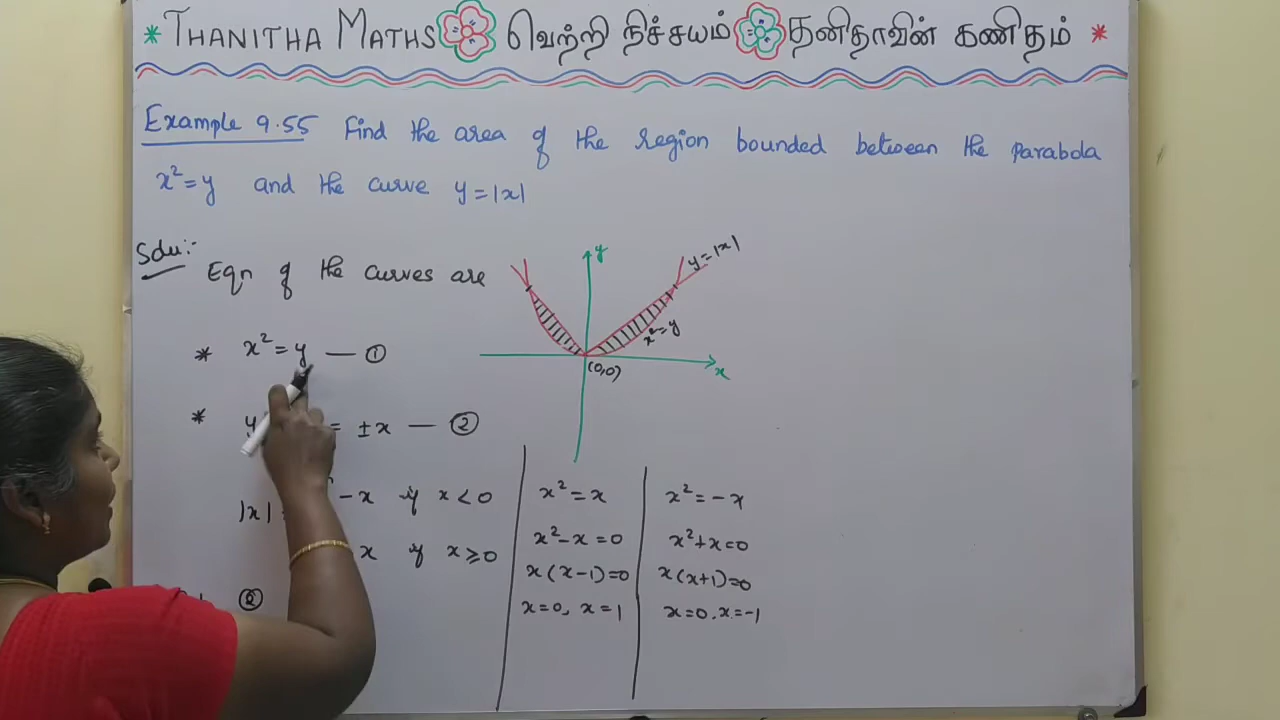 * THANITHA MATHS வெற்றி நிச்சயம் தனிதாவின் கணிதம் *
Example 9.55 Find the area of the region bounded between the parabola
x² = y and the curve y = |x|
Solu:-
Eqn of the curves are
* x² = y — ①
* y = ±x — ②
|x| = -x if x < 0
x if x ≥ 0
②
y
y = |x|
x² = y
(0,0)
x
x² = x
x² - x = 0
x(x-1) = 0
x = 0, x = 1
x² = -x
x² + x = 0
x(x+1) = 0
x = 0, x = -1